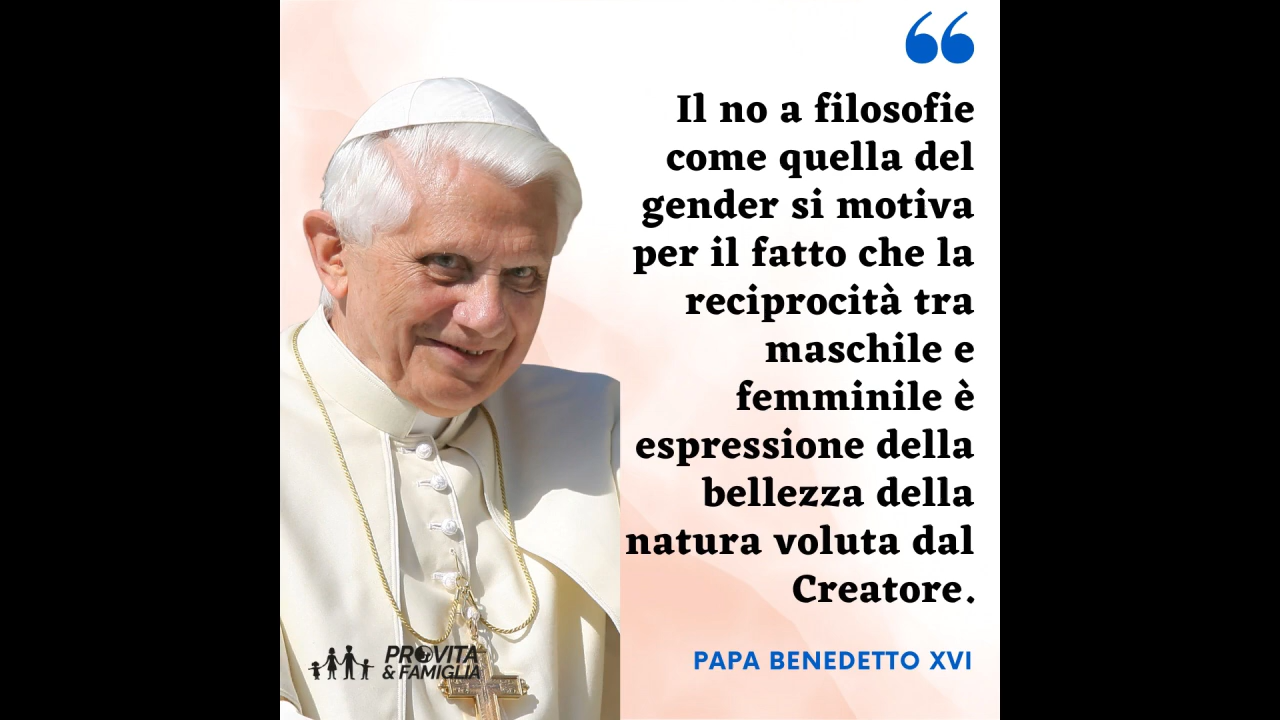 Il no a filosofie
come quella del
gender si motiva
per il fatto che la
reciprocità tra
maschile e
femminile è
espressione della
bellezza della
natura voluta dal
Creatore.
PAPA BENEDETTO XVI
PROVITA
& FAMIGLIA